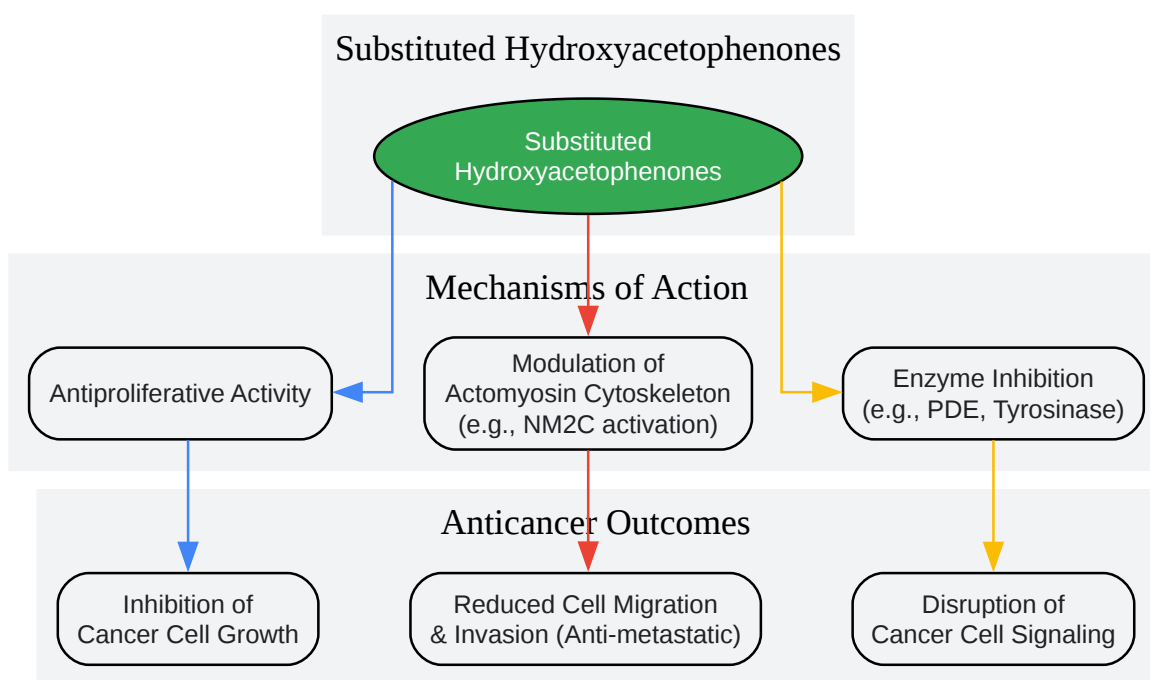 Substituted Hydroxyacetophenones
Substituted
Hydroxyacetophenones
Mechanisms of Action
Antiproliferative Activity
Modulation of
Actomyosin Cytoskeleton
(e.g., NM2C activation)
Enzyme Inhibition
(e.g., PDE, Tyrosinase)
Anticancer Outcomes
Inhibition of
Cancer Cell Growth
Reduced Cell Migration
& Invasion (Anti-metastatic)
Disruption of
Cancer Cell Signaling